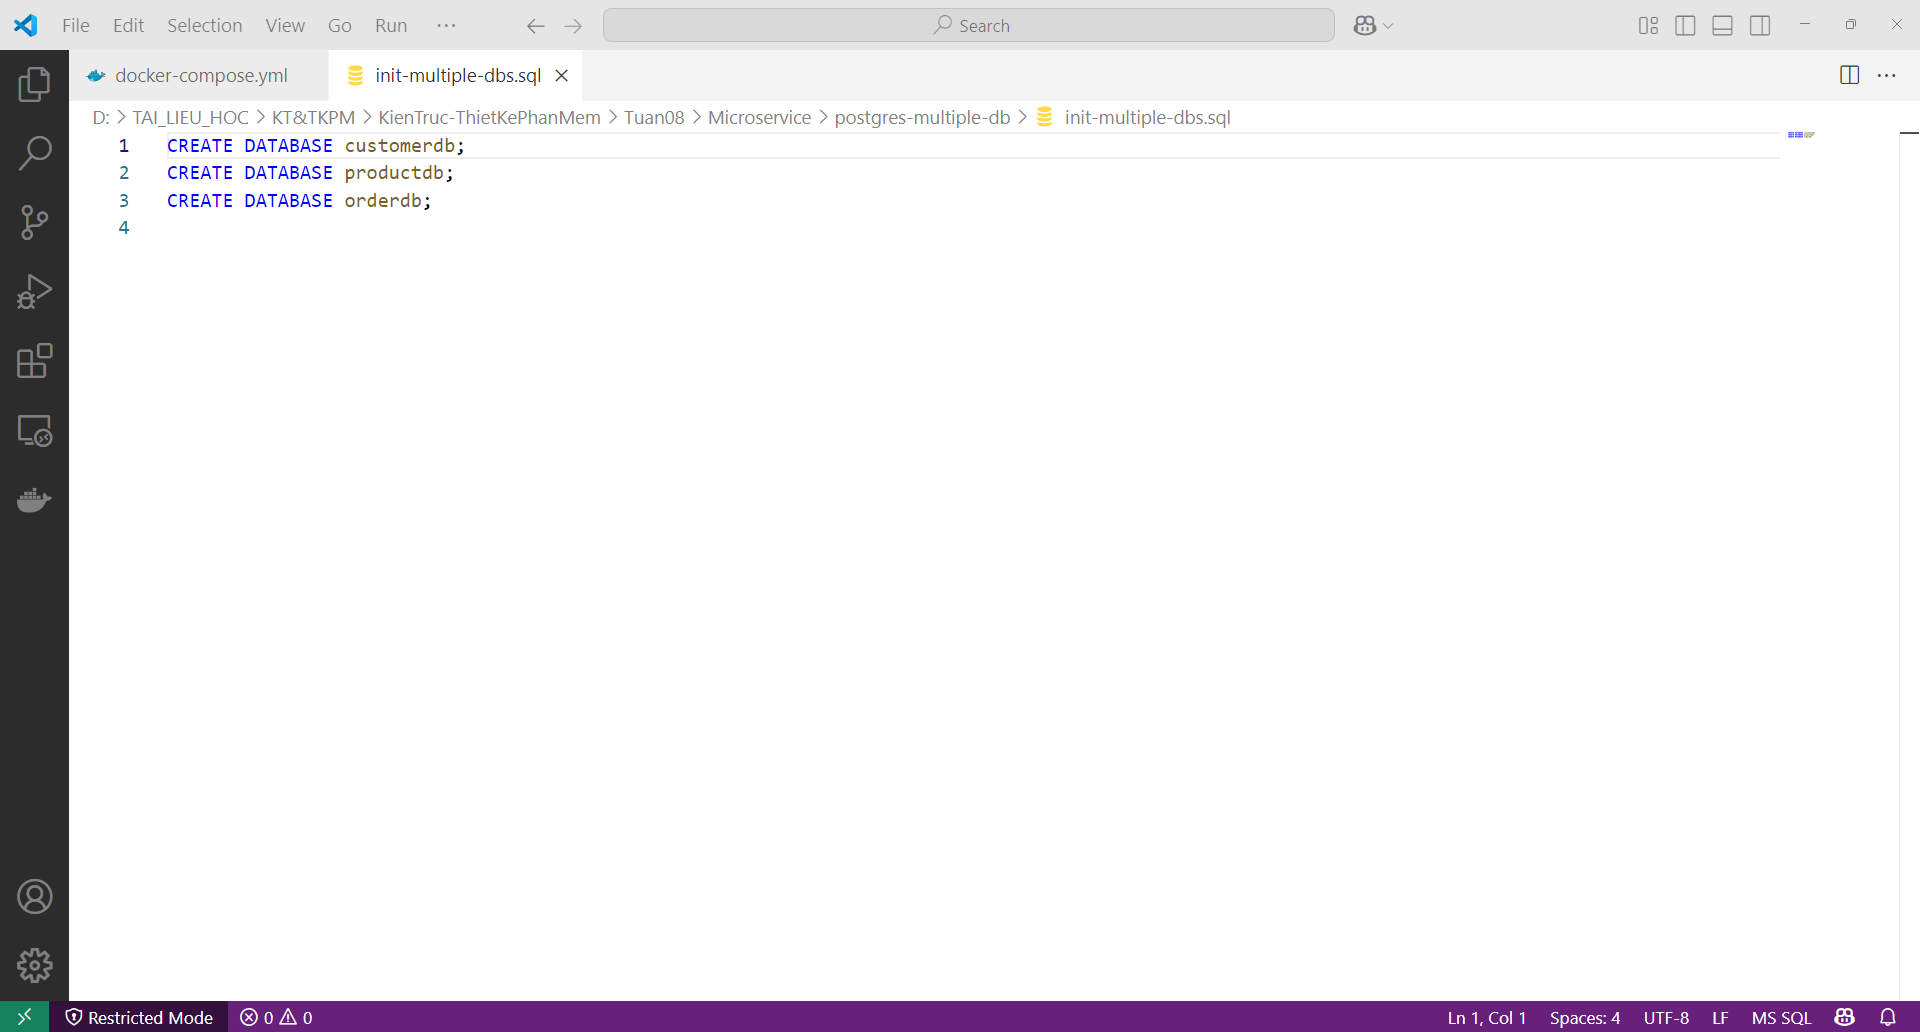 File Edit Selection View Go Run ··· Search
docker-compose.yml init-multiple-dbs.sql
D: > TAI_LIEU_HOC > KT&TKPM > KienTruc-ThietKePhanMem > Tuan08 > Microservice > postgres-multiple-db > init-multiple-dbs.sql
1 CREATE DATABASE customerdb;
2 CREATE DATABASE productdb;
3 CREATE DATABASE orderdb;
4
Restricted Mode 0 0 Ln 1, Col 1 Spaces: 4 UTF-8 LF MS SQL